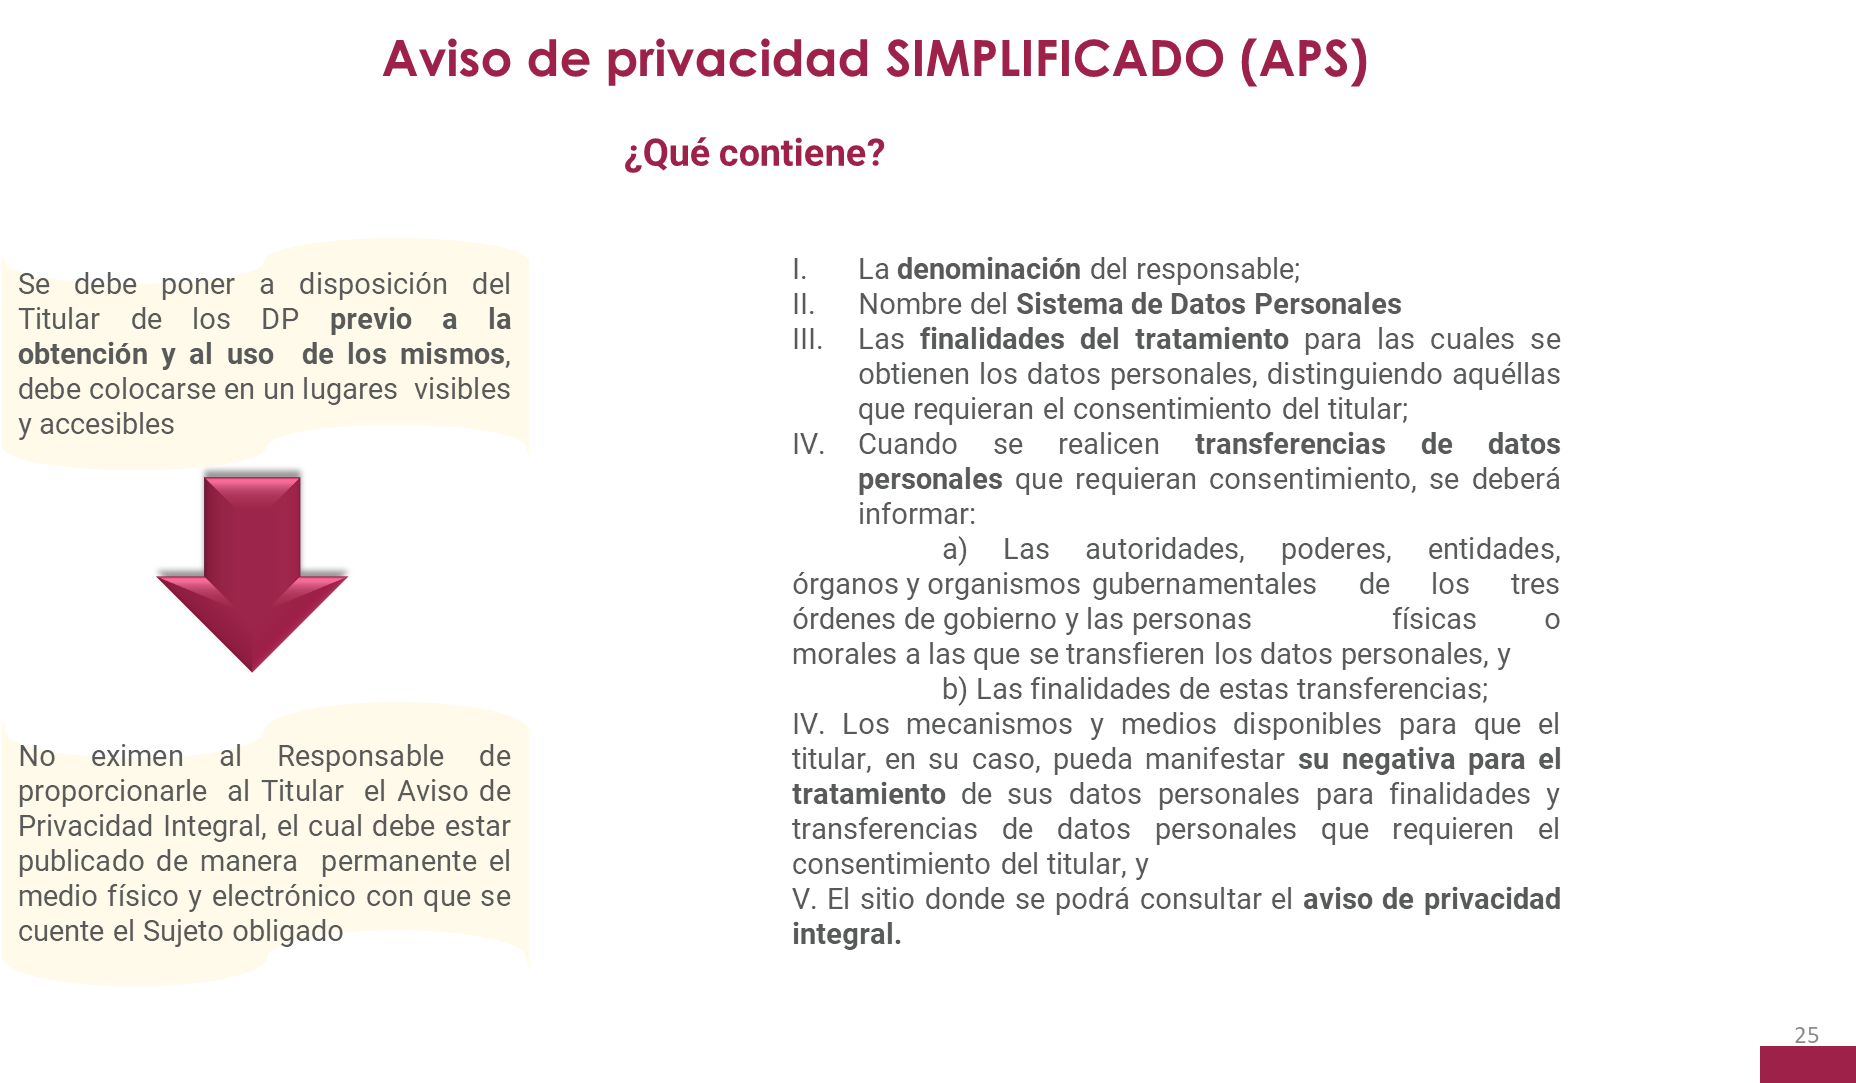 Aviso de privacidad SIMPLIFICADO (APS)
¿Qué contiene?
Se debe poner a disposición del
Titular de los DP previo a la
obtención y al uso de los mismos,
debe colocarse en un lugares visibles
y accesibles
No eximen al Responsable de
proporcionarle al Titular el Aviso de
Privacidad Integral, el cual debe estar
publicado de manera permanente el
medio físico y electrónico con que se
cuente el Sujeto obligado
I. La denominación del responsable;
II. Nombre del Sistema de Datos Personales
III. Las finalidades del tratamiento para las cuales se
obtienen los datos personales, distinguiendo aquéllas
que requieran el consentimiento del titular;
IV. Cuando se realicen transferencias de datos
personales que requieran consentimiento, se deberá
informar:
a) Las autoridades, poderes, entidades,
órganos y organismos gubernamentales de los tres
órdenes de gobierno y las personas físicas o
morales a las que se transfieren los datos personales, y
b) Las finalidades de estas transferencias;
IV. Los mecanismos y medios disponibles para que el
titular, en su caso, pueda manifestar su negativa para el
tratamiento de sus datos personales para finalidades y
transferencias de datos personales que requieren el
consentimiento del titular, y
V. El sitio donde se podrá consultar el aviso de privacidad
integral.
25